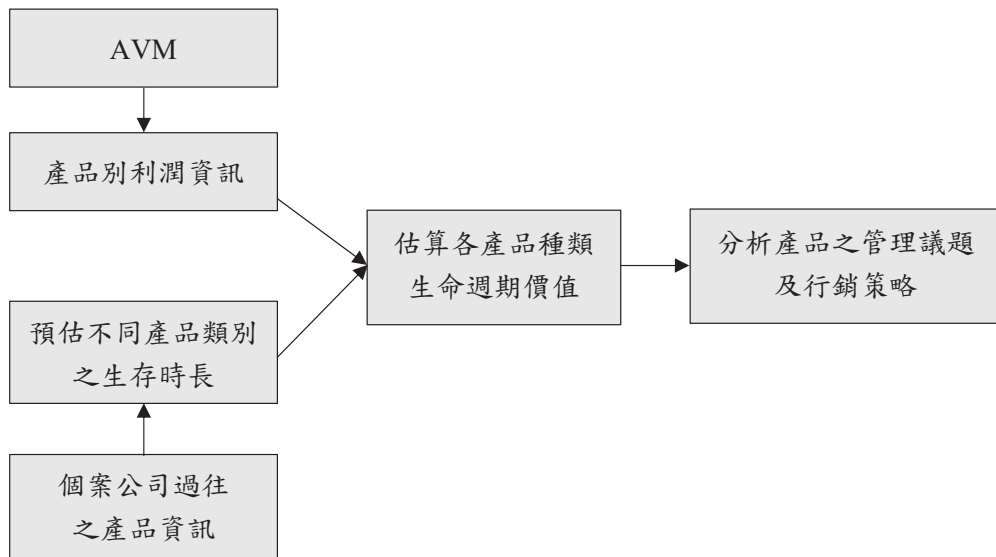 AVM
產品別利潤資訊
預估不同產品類別
之生存時長
個案公司過往
之產品資訊
估算各產品種類
生命週期價值
分析產品之管理議題
及行銷策略